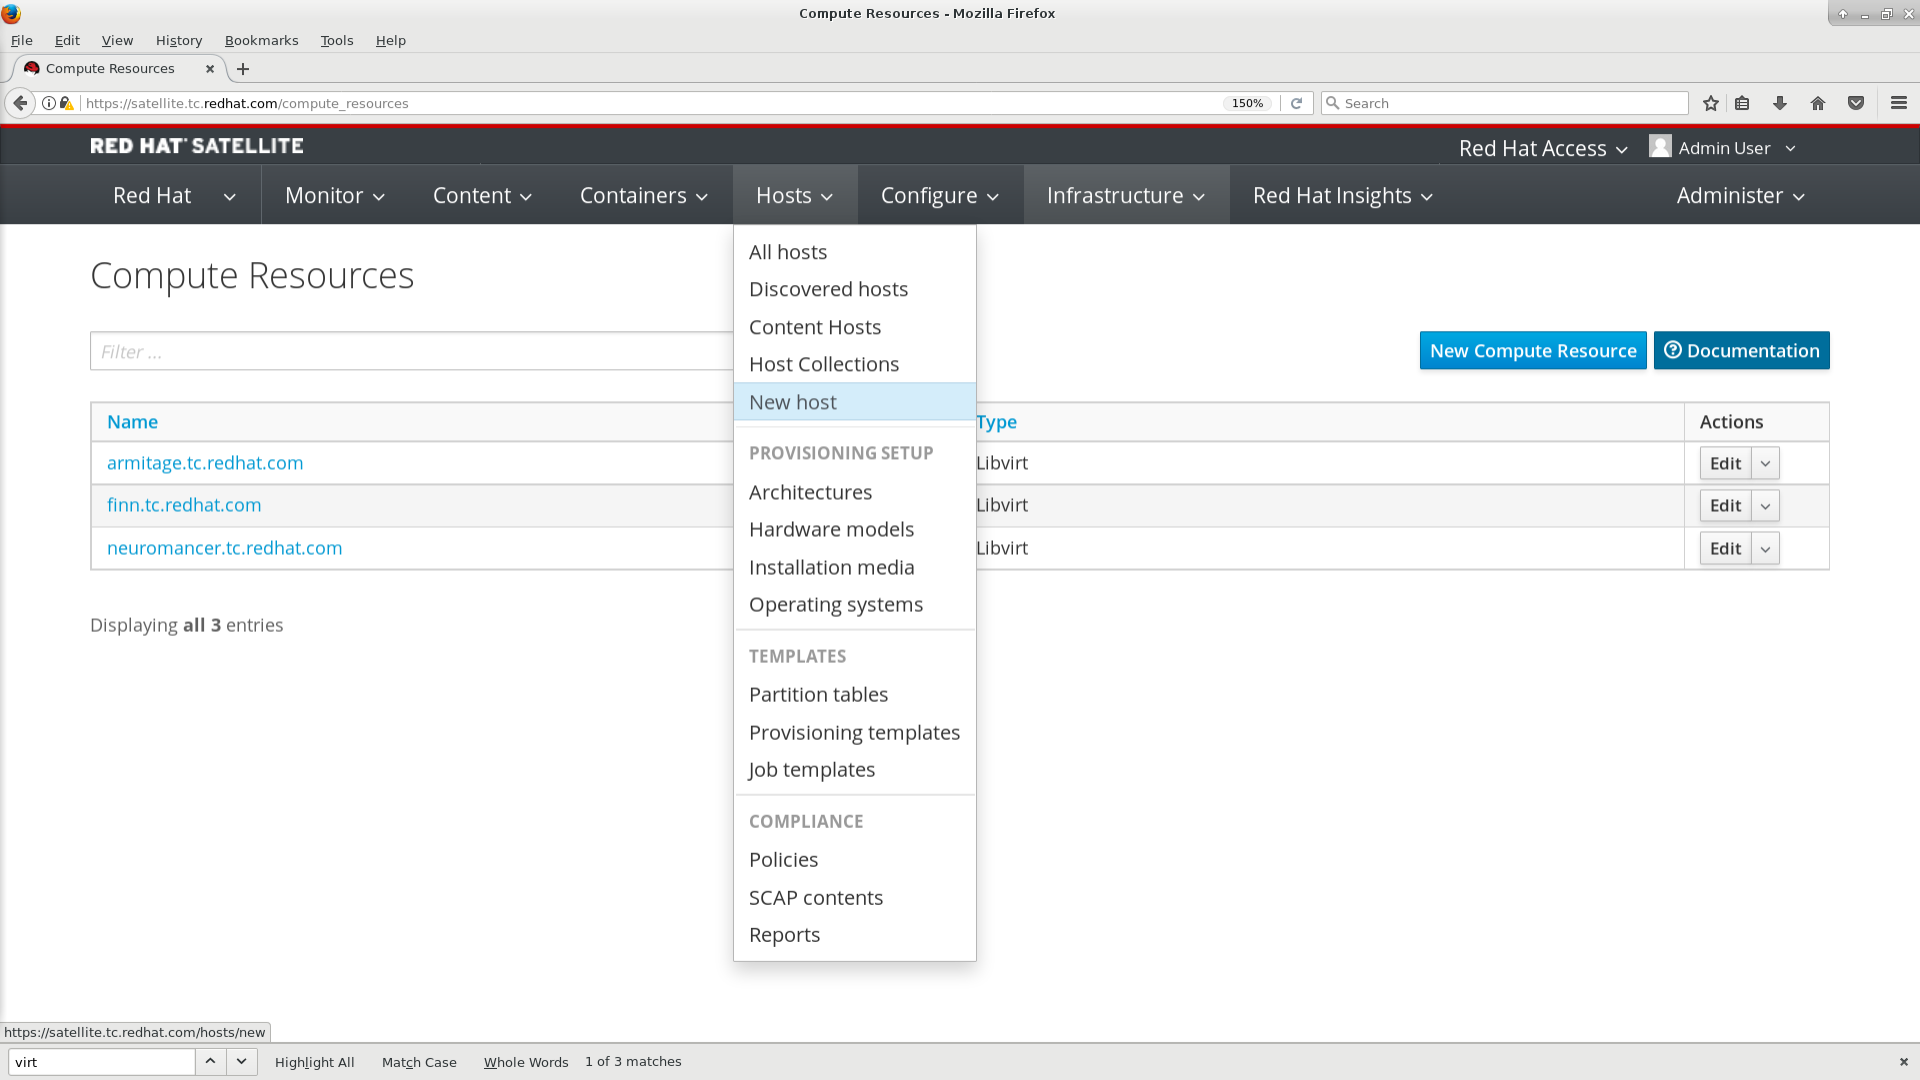 Compute Resources - Mozilla Firefox
File Edit View History Bookmarks Tools Help
Compute Resources
https://satellite.tc.redhat.com/compute_resources 150% Search
RED HAT SATELLITE Red Hat Access Admin User
Red Hat Monitor Content Containers Hosts Configure Infrastructure Red Hat Insights Administer
Compute Resources
Filter ...
New Compute Resource Documentation
Name Type Actions
armitage.tc.redhat.com Libvirt Edit
finn.tc.redhat.com Libvirt Edit
neuromancer.tc.redhat.com Libvirt Edit
Displaying all 3 entries
All hosts
Discovered hosts
Content Hosts
Host Collections
New host
PROVISIONING SETUP
Architectures
Hardware models
Installation media
Operating systems
TEMPLATES
Partition tables
Provisioning templates
Job templates
COMPLIANCE
Policies
SCAP contents
Reports
https://satellite.tc.redhat.com/hosts/new
virt Highlight All Match Case Whole Words 1 of 3 matches